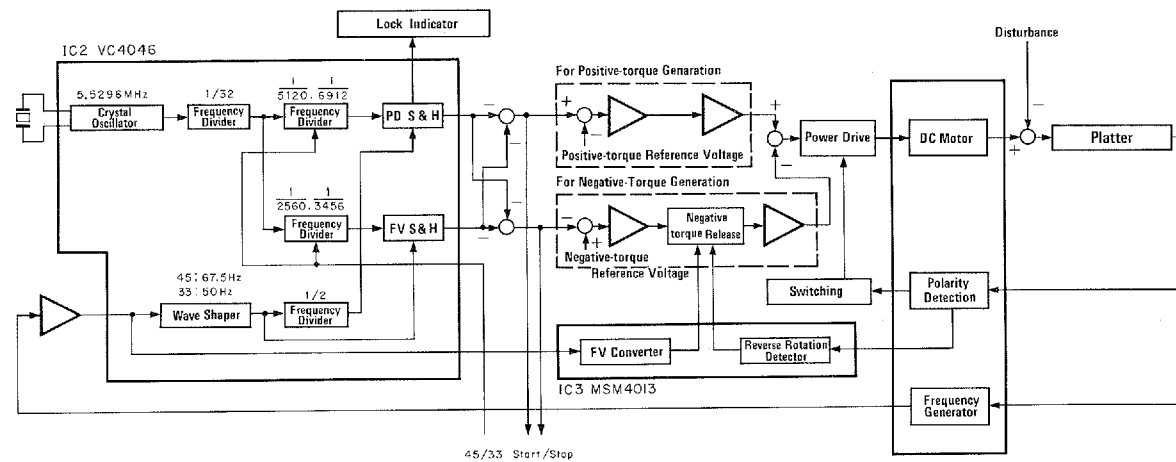 Lock Indicator
Disturbance
IC2 VC4046
For Positive-torque Genaration
5.5296MHz
1/32
1/5120, 1/6912
Crystal
Oscillator
Frequency
Divider
Frequency
Divider
PD S & H
+
−
−
+
−
Positive-torque Reference Voltage
+
−
Power Drive
DC Motor
−
+
Platter
For Negative-Torque Generation
1/2560, 1/3456
Frequency
Divider
FV S & H
−
−
−
+
Negative
torque Release
Negative-torque
Reference Voltage
45:67.5Hz
33:50Hz
1/2
Wave Shaper
Frequency
Divider
Switching
Polarity
Detection
FV Converter
Reverse Rotation
Detector
IC3 MSM4013
Frequency
Generator
45/33 Start/Stop